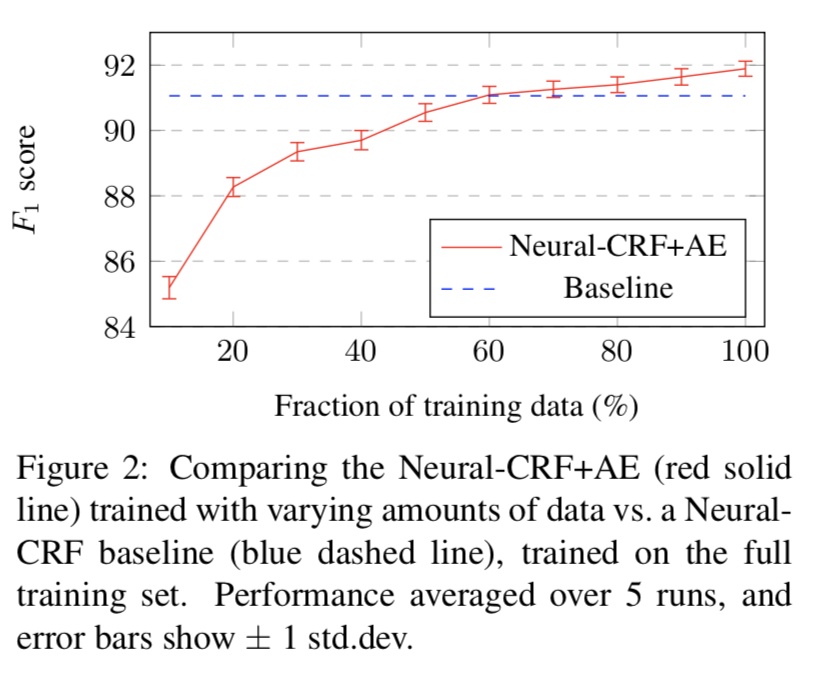 92
90
88
86
84
F1 score
Neural-CRF+AE
Baseline
20 40 60 80 100
Fraction of training data (%)
Figure 2: Comparing the Neural-CRF+AE (red solid
line) trained with varying amounts of data vs. a Neural-
CRF baseline (blue dashed line), trained on the full
training set. Performance averaged over 5 runs, and
error bars show ± 1 std.dev.